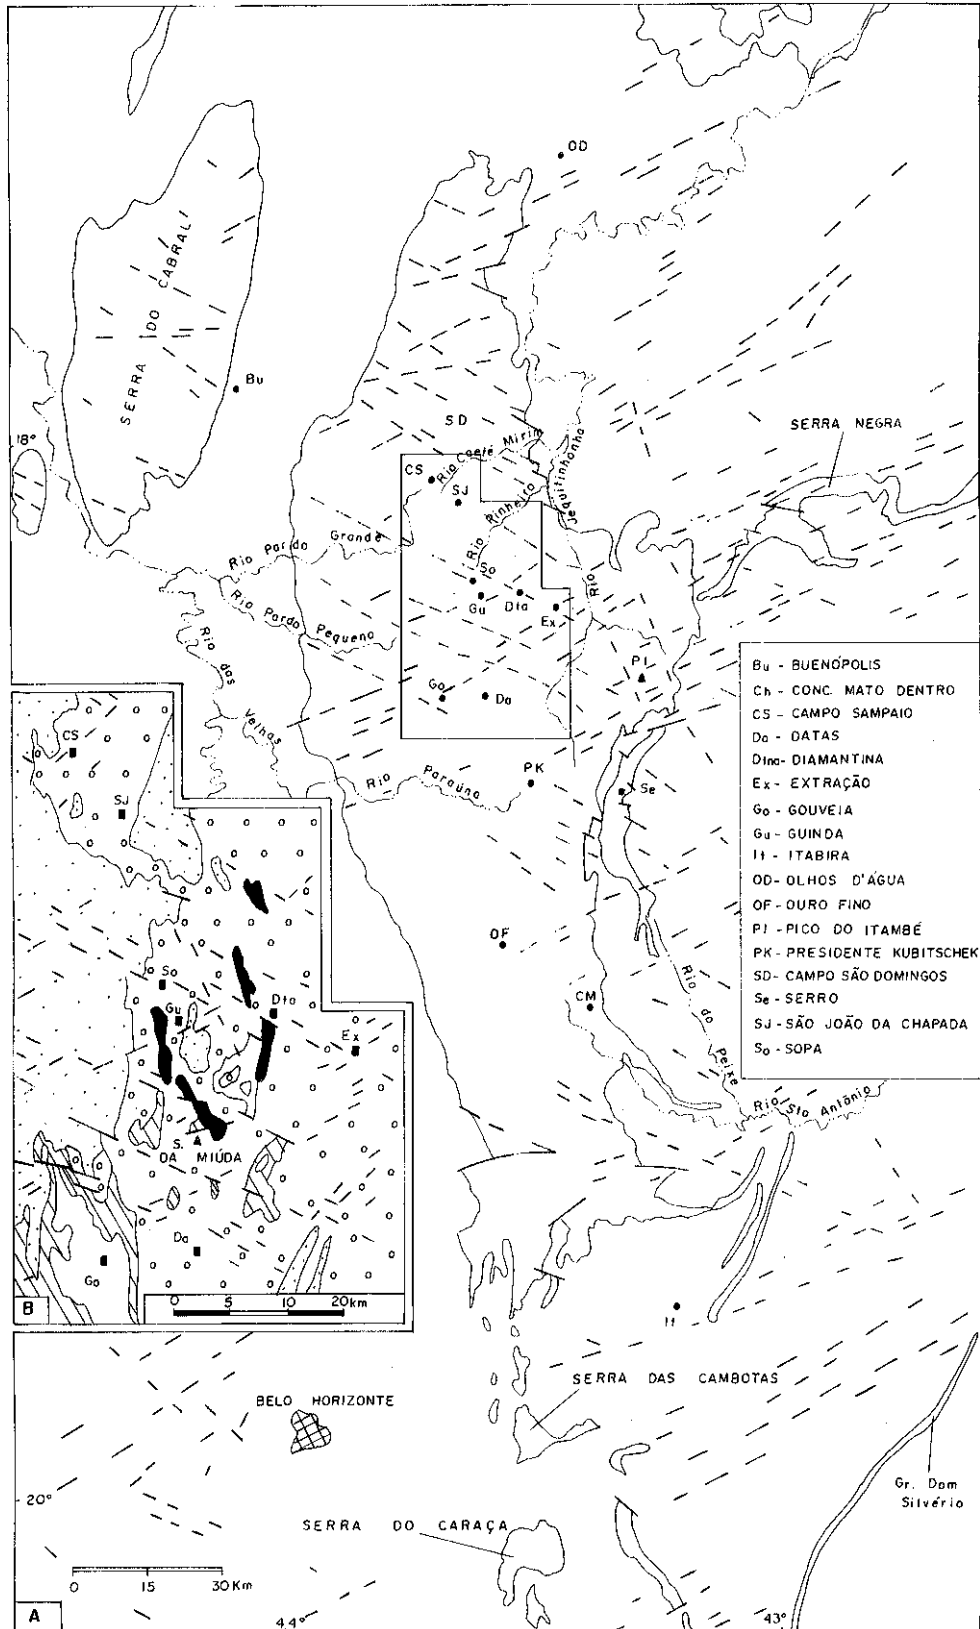 OD
SERRA DO CABRAL
Bu
18°
SD
SERRA NEGRA
CS
Rio Caeté Mirim
SJ
Rio Pinheiro
Jequitinhonha
Rio Pardo Grande
So
Gu
Dta
Ex
Rio
Rio Pardo Pequeno
Rio das Velhas
PI
Go
Da
PK
Rio Paraúna
Se
Bu - BUENÓPOLIS
Ch - CONC. MATO DENTRO
CS - CAMPO SAMPAIO
Da - DATAS
Dtna- DIAMANTINA
Ex - EXTRAÇÃO
Go - GOUVEIA
Gu - GUINDA
It - ITABIRA
OD- OLHOS D'ÁGUA
OF - OURO FINO
PI - PICO DO ITAMBÉ
PK - PRESIDENTE KUBITSCHEK
SD- CAMPO SÃO DOMINGOS
Se - SERRO
SJ - SÃO JOÃO DA CHAPADA
So - SOPA
CS
SJ
So
Gu
Dta
Ex
S.
DA MIÚDA
Da
Go
B
0 5 10 20km
OF
CM
Rio do Peixe
Rio Sto Antônio
It
SERRA DAS CAMBOTAS
BELO HORIZONTE
Gr. Dom
Silvério
20°
SERRA DO CARAÇA
0 15 30 Km
A
44°
43°